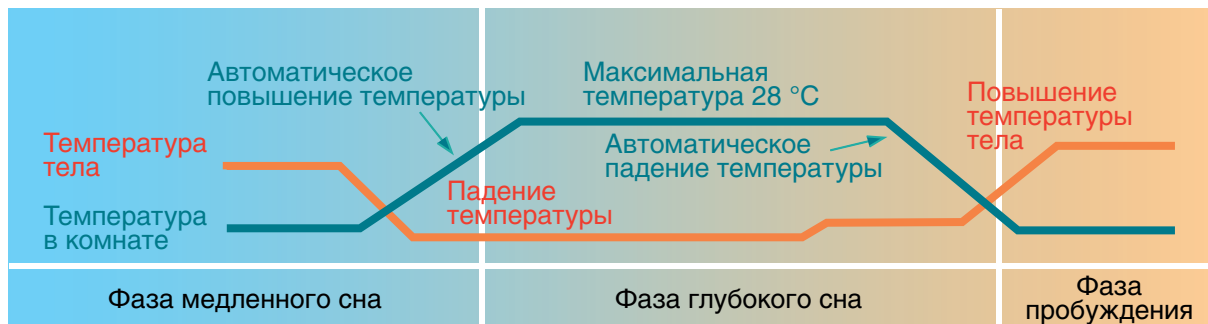 Автоматическое
повышение температуры
Максимальная
температура 28 °C
Повышение
температуры
тела
Температура
тела
Автоматическое
падение температуры
Падение
температуры
Температура
в комнате
Фаза медленного сна
Фаза глубокого сна
Фаза
пробуждения